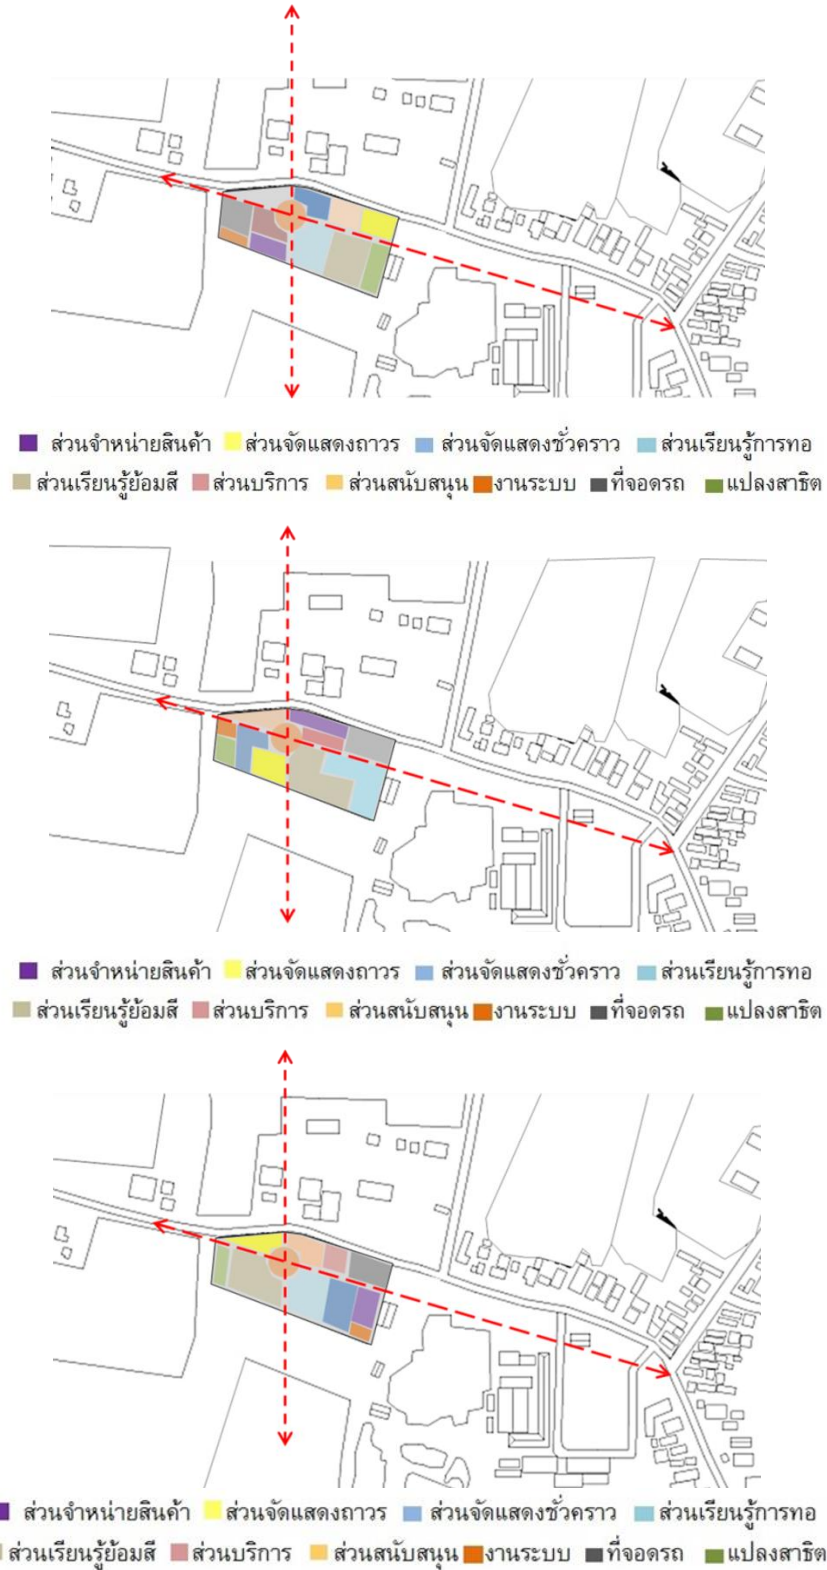 ส่วนจำหน่ายสินค้า ส่วนจัดแสดงถาวร ส่วนจัดแสดงชั่วคราว ส่วนเรียนรู้การทอ
ส่วนเรียนรู้ย้อมสี ส่วนบริการ ส่วนสนับสนุน งานระบบ ที่จอดรถ แปลงสาธิต
ส่วนจำหน่ายสินค้า ส่วนจัดแสดงถาวร ส่วนจัดแสดงชั่วคราว ส่วนเรียนรู้การทอ
ส่วนเรียนรู้ย้อมสี ส่วนบริการ ส่วนสนับสนุน งานระบบ ที่จอดรถ แปลงสาธิต
ส่วนจำหน่ายสินค้า ส่วนจัดแสดงถาวร ส่วนจัดแสดงชั่วคราว ส่วนเรียนรู้การทอ
ส่วนเรียนรู้ย้อมสี ส่วนบริการ ส่วนสนับสนุน งานระบบ ที่จอดรถ แปลงสาธิต